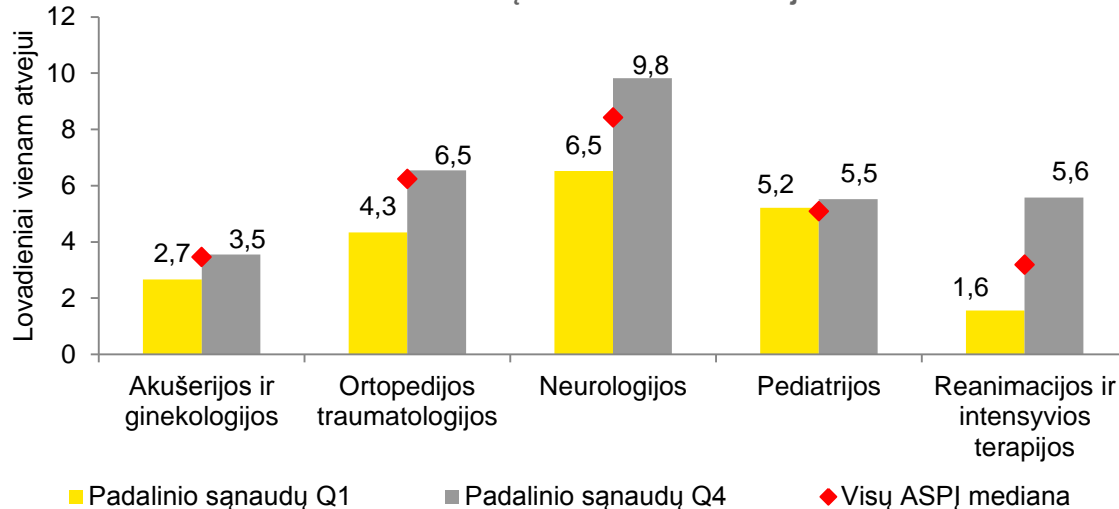 Lovadieniai vienam atvejui
12
10
8
6
4
2
0
2,7
3,5
4,3
6,5
6,5
9,8
5,2
5,5
1,6
5,6
Akušerijos ir
ginekologijos
Ortopedijos
traumatologijos
Neurologijos
Pediatrijos
Reanimacijos ir
intensyvios
terapijos
Padalinio sąnaudų Q1
Padalinio sąnaudų Q4
Visų ASPĮ mediana